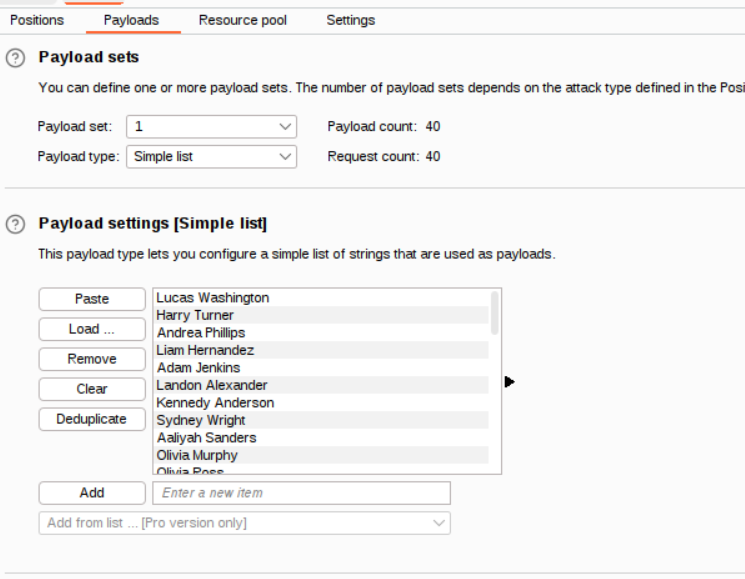 Positions Payloads Resource pool Settings
? Payload sets
You can define one or more payload sets. The number of payload sets depends on the attack type defined in the Posi
Payload set: 1 Payload count: 40
Payload type: Simple list Request count: 40
? Payload settings [Simple list]
This payload type lets you configure a simple list of strings that are used as payloads.
Paste
Load ...
Remove
Clear
Deduplicate
Lucas Washington
Harry Turner
Andrea Phillips
Liam Hernandez
Adam Jenkins
Landon Alexander
Kennedy Anderson
Sydney Wright
Aaliyah Sanders
Olivia Murphy
Olivia Ross
Add Enter a new item
Add from list ... [Pro version only]